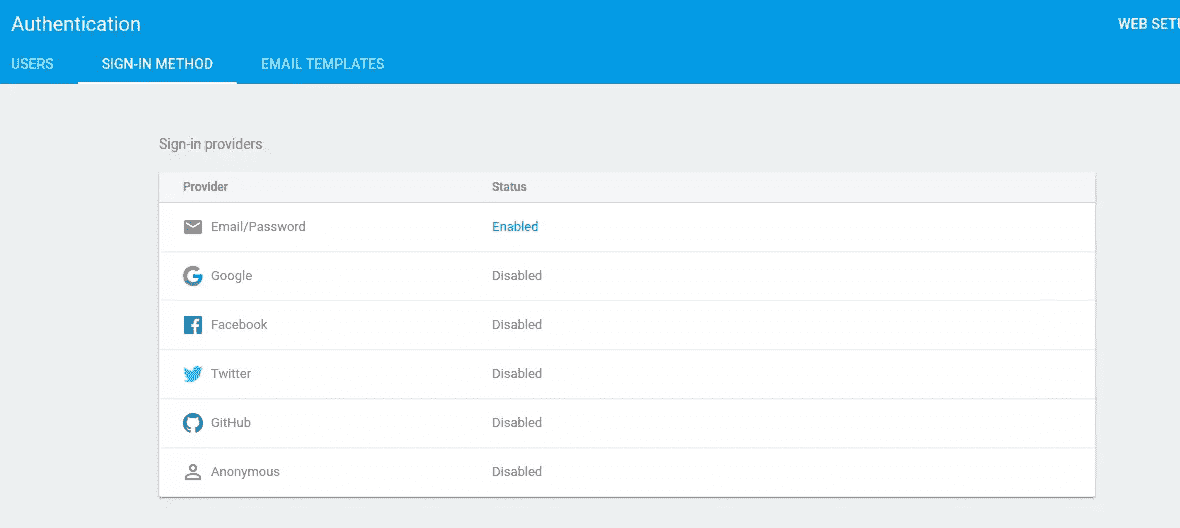 Authentication
WEB SETU
USERS SIGN-IN METHOD EMAIL TEMPLATES
Sign-in providers
Provider Status
Email/Password Enabled
Google Disabled
Facebook Disabled
Twitter Disabled
GitHub Disabled
Anonymous Disabled